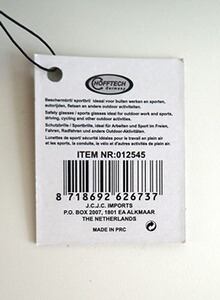 HOFFTECH
Germany
Beschermbril / sportbril ideaal voor buiten werken en sporten,
autorijden, fietsen en andere outdoor activiteiten.
Safety glasses / sports glasses ideal for outdoor work and sports,
driving, cycling and other outdoor activities.
Schutzbrille / Sportbrille, ideal für Arbeiten und Sport im Freien,
Fahren, Radfahren und andere Outdoor-Aktivitäten.
Lunettes de sport/ sécurité idéales pour le travail en plein air
et les sports, la conduite, le vélo et d'autres activités de plein air.
ITEM NR:012545
8 718692 626737
J.C.J.C. IMPORTS
P.O. BOX 2007, 1801 EA ALKMAAR
THE NETHERLANDS
MADE IN PRC